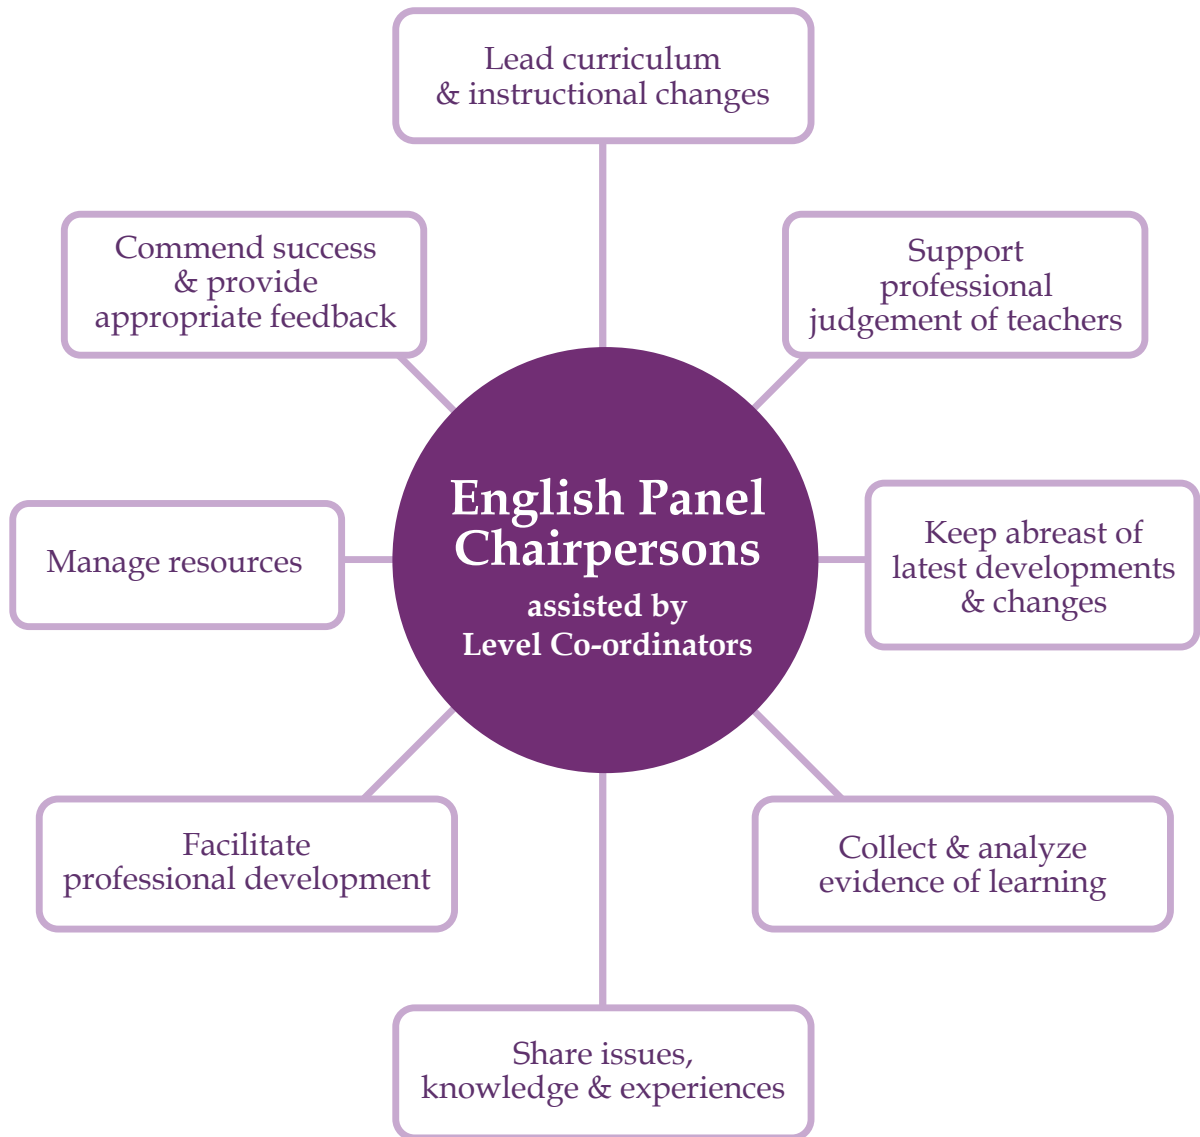 Lead curriculum
& instructional changes
Commend success
& provide
appropriate feedback
Support
professional
judgement of teachers
English Panel
Chairpersons
assisted by
Level Co-ordinators
Manage resources
Keep abreast of
latest developments
& changes
Facilitate
professional development
Collect & analyze
evidence of learning
Share issues,
knowledge & experiences